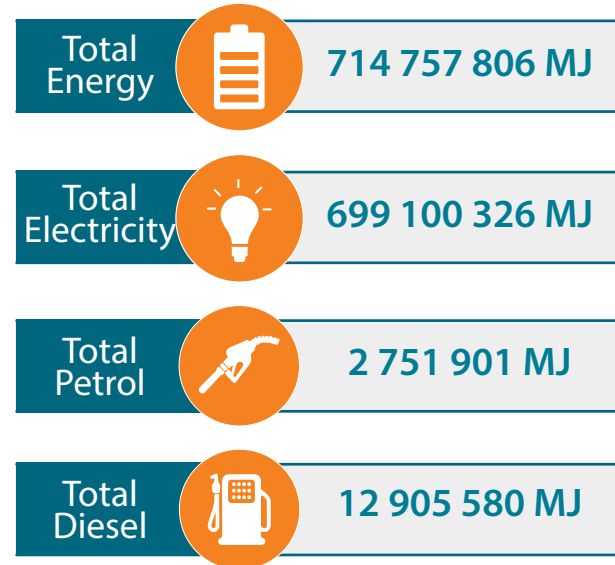 Total
Energy
714 757 806 MJ
Total
Electricity
699 100 326 MJ
Total
Petrol
2 751 901 MJ
Total
Diesel
12 905 580 MJ